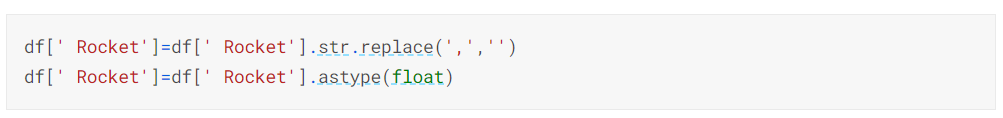 df[' Rocket']=df[' Rocket'].str.replace(',','')
df[' Rocket']=df[' Rocket'].astype(float)